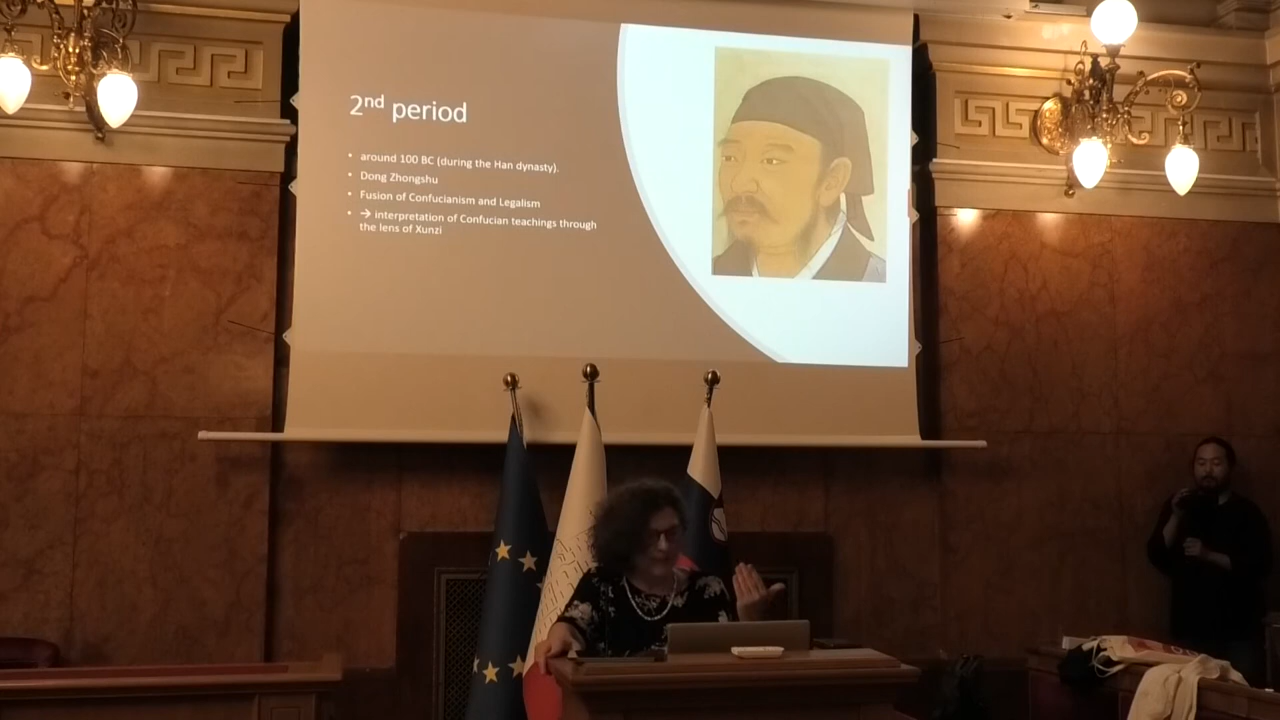 2nd period
• around 100 BC (during the Han dynasty).
• Dong Zhongshu
• Fusion of Confucianism and Legalism
• → interpretation of Confucian teachings through
the lens of Xunzi